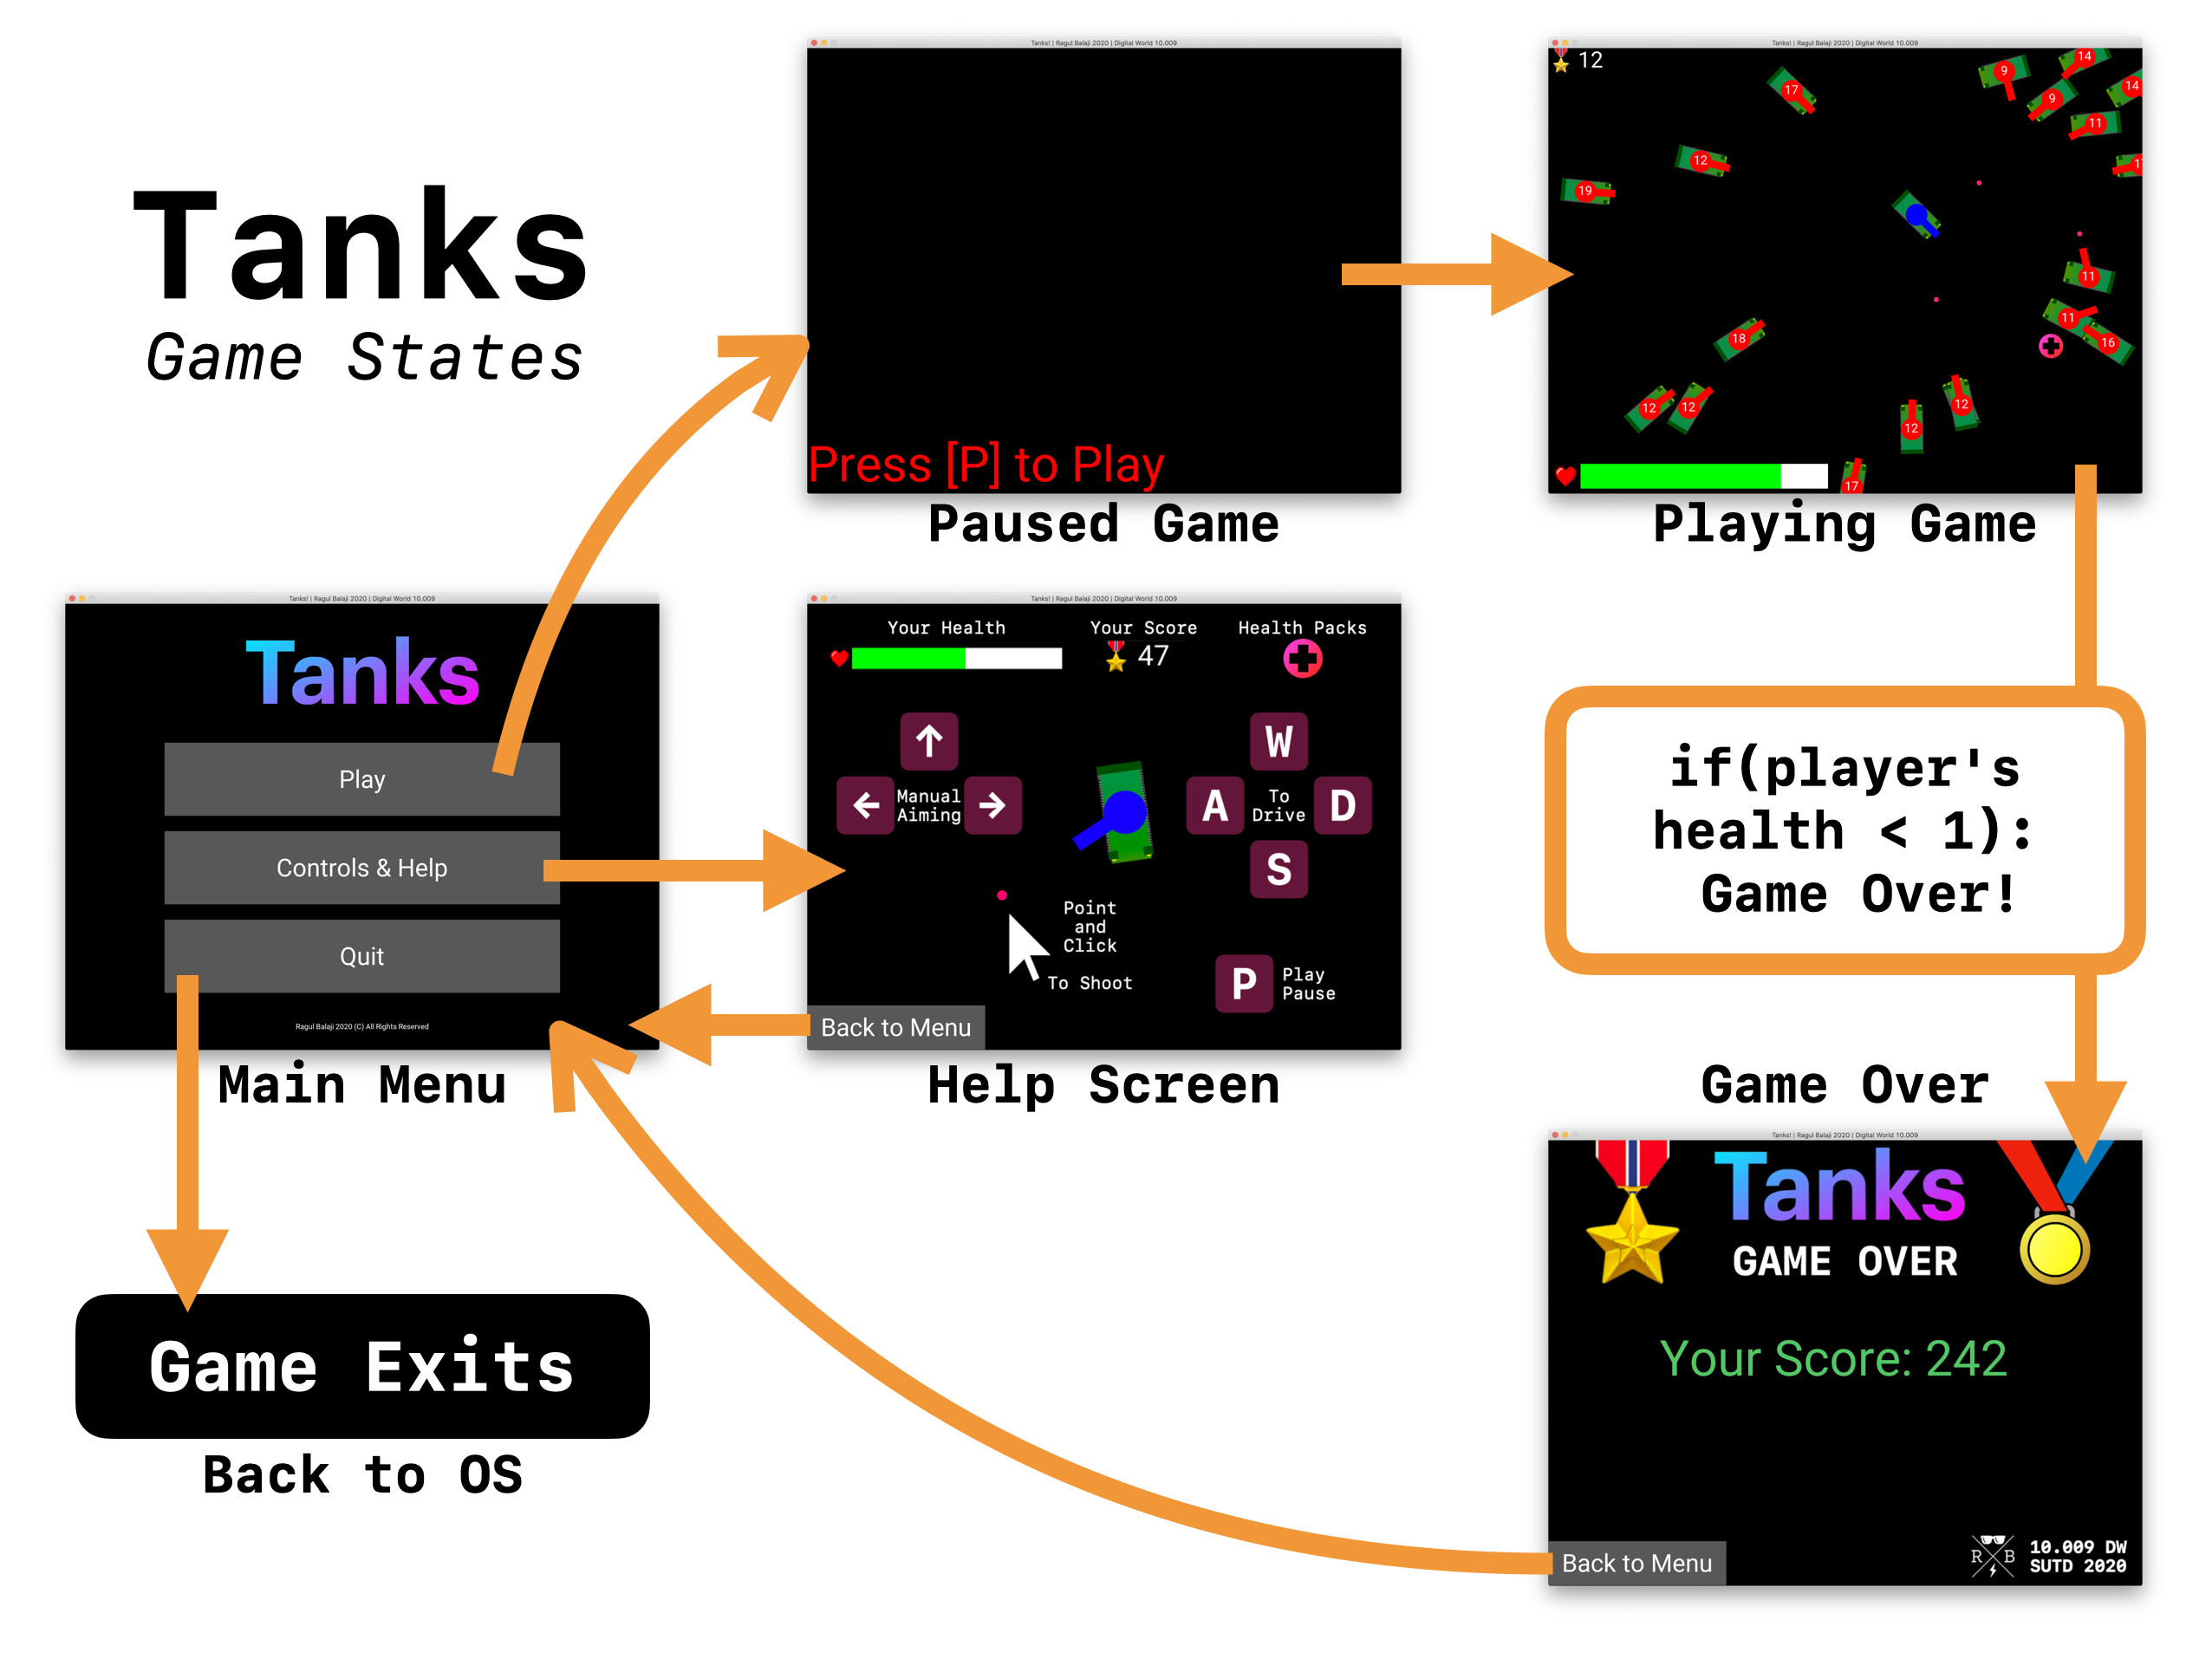 Tanks
Game States
Tanks! | Ragul Balaji 2020 | Digital World 10.009
Press [P] to Play
Paused Game
Tanks! | Ragul Balaji 2020 | Digital World 10.009
12
9
14
17
9
14
11
12
19
11
11
18
16
12
12
12
12
17
Playing Game
Tanks! | Ragul Balaji 2020 | Digital World 10.009
Tanks
Play
Controls & Help
Quit
Ragul Balaji 2020 (C) All Rights Reserved
Main Menu
Tanks! | Ragul Balaji 2020 | Digital World 10.009
Your Health
Your Score
Health Packs
47
W
Manual
Aiming
A
To
Drive
D
S
Point
and
Click
To Shoot
P
Play
Pause
Back to Menu
Help Screen
if(player's
health < 1):
Game Over!
Game Over
Tanks! | Ragul Balaji 2020 | Digital World 10.009
Tanks
GAME OVER
Your Score: 242
Back to Menu
R B
10.009 DW
SUTD 2020
Game Exits
Back to OS